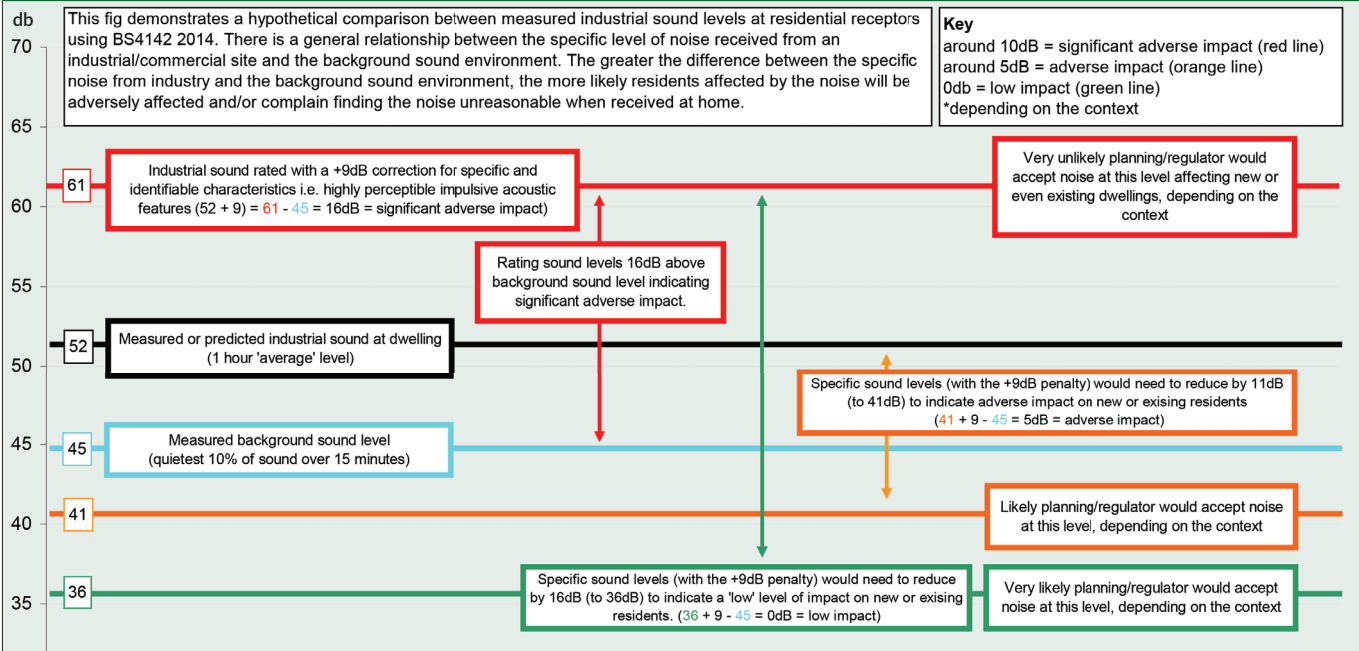 db
This fig demonstrates a hypothetical comparison between measured industrial sound levels at residential receptors
using BS4142 2014. There is a general relationship between the specific level of noise received from an
industrial/commercial site and the background sound environment. The greater the difference between the specific
noise from industry and the background sound environment, the more likely residents affected by the noise will be
adversely affected and/or complain finding the noise unreasonable when received at home.
Key
around 10dB = significant adverse impact (red line)
around 5dB = adverse impact (orange line)
0db = low impact (green line)
*depending on the context
70
65
61
Industrial sound rated with a +9dB correction for specific and
identifiable characteristics i.e. highly perceptible impulsive acoustic
features (52 + 9) = 61 - 45 = 16dB = significant adverse impact)
Very unlikely planning/regulator would
accept noise at this level affecting new or
even existing dwellings, depending on the
context
60
Rating sound levels 16dB above
background sound level indicating
significant adverse impact.
55
52
Measured or predicted industrial sound at dwelling
(1 hour 'average' level)
50
Specific sound levels (with the +9dB penalty) would need to reduce by 11dB
(to 41dB) to indicate adverse impact on new or exising residents
(41 + 9 - 45 = 5dB = adverse impact)
45
45
Measured background sound level
(quietest 10% of sound over 15 minutes)
41
Likely planning/regulator would accept noise
at this level, depending on the context
40
36
Specific sound levels (with the +9dB penalty) would need to reduce
by 16dB (to 36dB) to indicate a 'low' level of impact on new or exising
residents. (36 + 9 - 45 = 0dB = low impact)
Very likely planning/regulator would accept
noise at this level, depending on the context
35